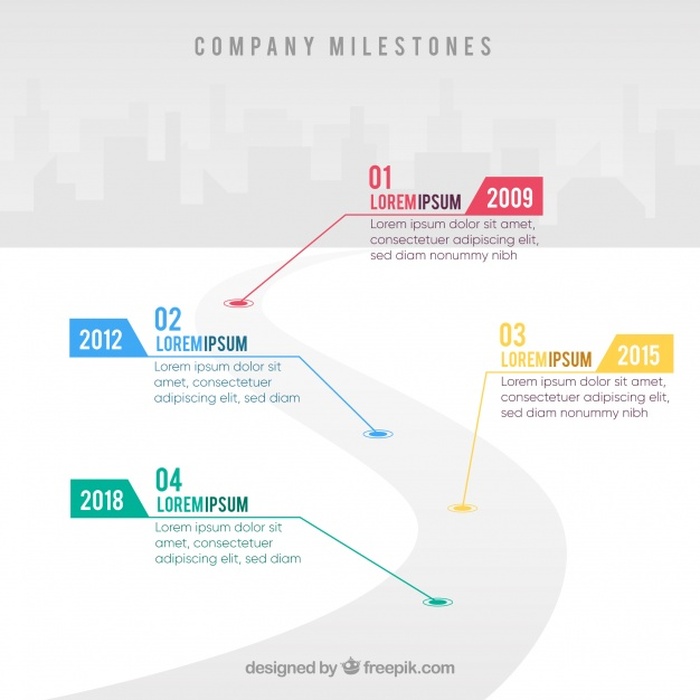 COMPANY MILESTONES
01
LOREMIPSUM 2009
Lorem ipsum dolor sit amet,
consectetuer adipiscing elit,
sed diam nonummy nibh
2012
02
LOREMIPSUM
Lorem ipsum dolor sit
amet, consectetuer
adipiscing elit, sed diam
03
LOREMIPSUM 2015
Lorem ipsum dolor sit amet,
consectetuer adipiscing elit,
sed diam nonummy nibh
2018
04
LOREMIPSUM
Lorem ipsum dolor sit
amet, consectetuer
adipiscing elit, sed diam
designed by freepik.com